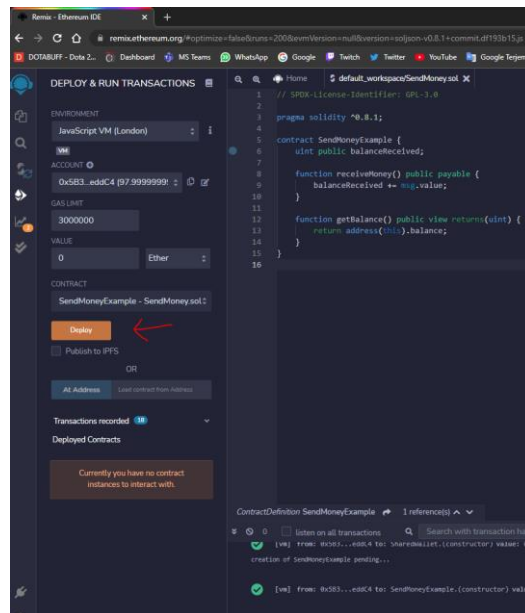 Remix - Ethereum IDE
remix.ethereum.org/#optimize=false&runs=200&evmVersion=null&version=soljson-v0.8.1+commit.df193b15.js
DOTABUFF - Dota 2... Dashboard MS Teams WhatsApp Google Twitch Twitter YouTube Google
DEPLOY & RUN TRANSACTIONS
ENVIRONMENT
JavaScript VM (London)
VM
ACCOUNT
0x5B3...eddC4 (97.9999999
GAS LIMIT
3000000
VALUE
0 Ether
CONTRACT
SendMoneyExample - SendMoney.sol
Deploy
Publish to IPFS
OR
At Address Load contract from Address
Transactions recorded 18
Deployed Contracts
Currently you have no contract
instances to interact with.
Home default_workspace/SendMoney.sol
1 // SPDX-License-Identifier: GPL-3.0
2
3 pragma solidity ^0.8.1;
4
5 contract SendMoneyExample {
6 uint public balanceReceived;
7
8 function receiveMoney() public payable {
9 balanceReceived += msg.value;
10 }
11
12 function getBalance() public view returns(uint) {
13 return address(this).balance;
14 }
15 }
16
ContractDefinition SendMoneyExample 1 reference(s)
0 listen on all transactions Search with transaction ha
[vm] from: 0x5B3...eddC4 to: SharedWallet.(constructor) value:
creation of SendMoneyExample pending...
[vm] from: 0x5B3...eddC4 to: SendMoneyExample.(constructor) valu